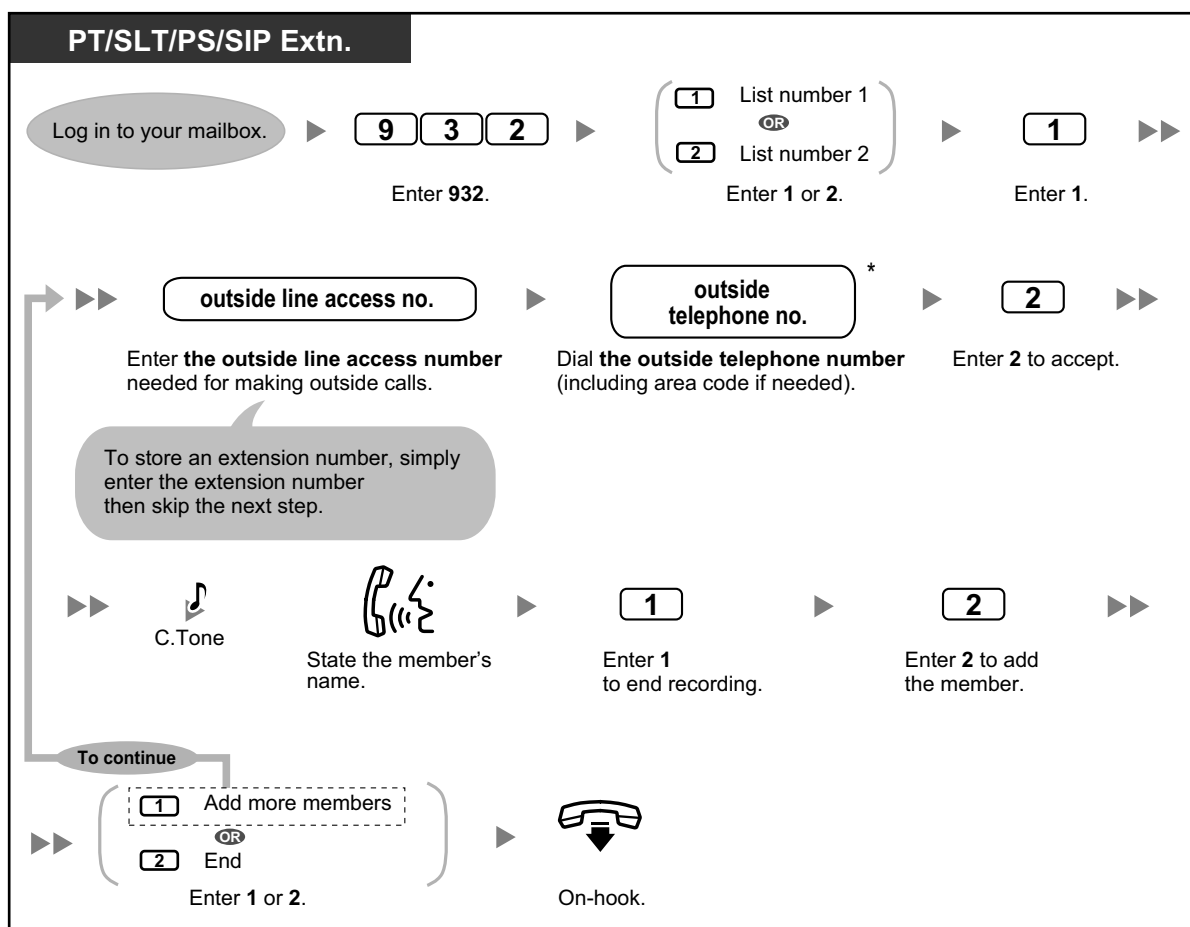 PT/SLT/PS/SIP Extn.
Log in to your mailbox.
9 3 2
Enter 932.
1 List number 1
OR
2 List number 2
Enter 1 or 2.
1
Enter 1.
outside line access no.
Enter the outside line access number
needed for making outside calls.
To store an extension number, simply
enter the extension number
then skip the next step.
outside
telephone no.
*
Dial the outside telephone number
(including area code if needed).
2
Enter 2 to accept.
C.Tone
State the member's
name.
1
Enter 1
to end recording.
2
Enter 2 to add
the member.
To continue
1 Add more members
OR
2 End
Enter 1 or 2.
On-hook.